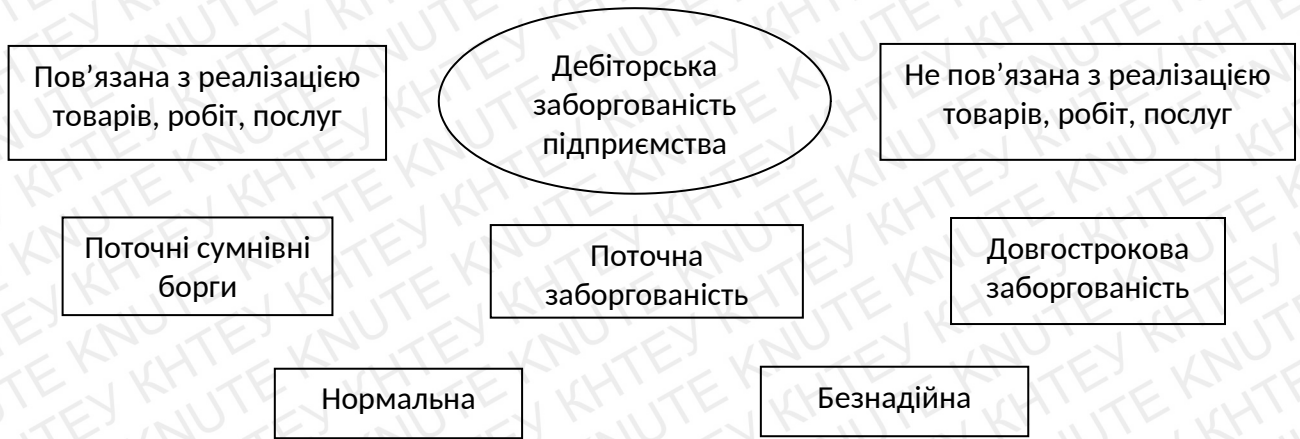 Пов’язана з реалізацією
товарів, робіт, послуг
Дебіторська
заборгованість
підприємства
Не пов’язана з реалізацією
товарів, робіт, послуг
Поточні сумнівні
борги
Поточна
заборгованість
Довгострокова
заборгованість
Нормальна
Безнадійна